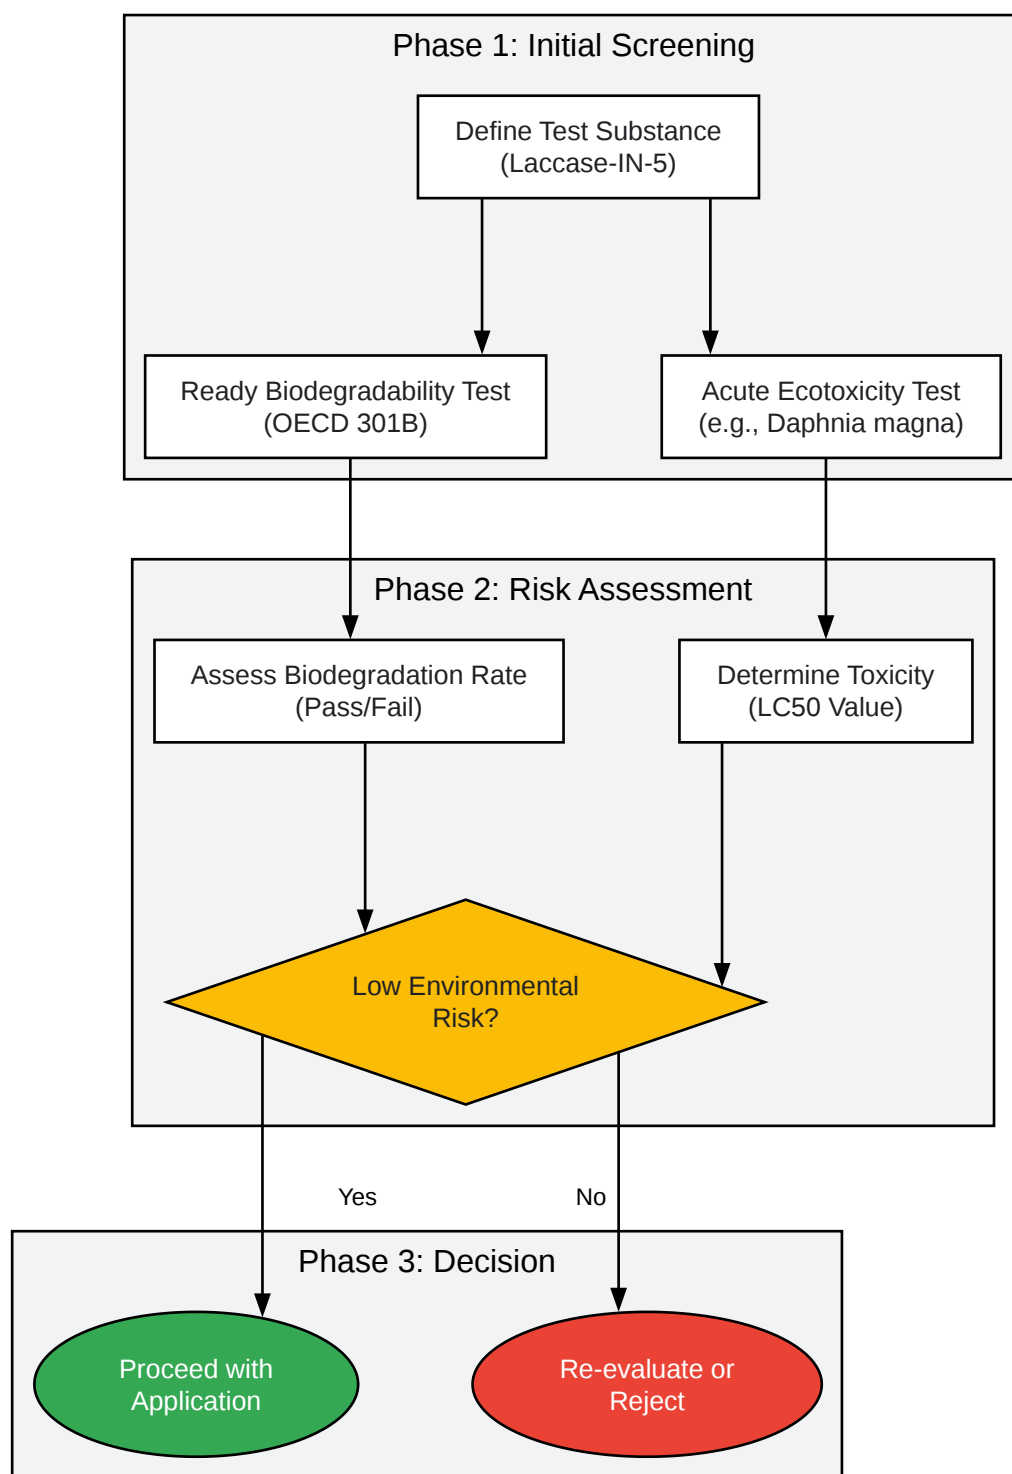 Phase 1: Initial Screening
Define Test Substance
(Laccase-IN-5)
Ready Biodegradability Test
(OECD 301B)
Acute Ecotoxicity Test
(e.g., Daphnia magna)
Phase 2: Risk Assessment
Assess Biodegradation Rate
(Pass/Fail)
Determine Toxicity
(LC50 Value)
Low Environmental
Risk?
Yes
No
Phase 3: Decision
Proceed with
Application
Re-evaluate or
Reject